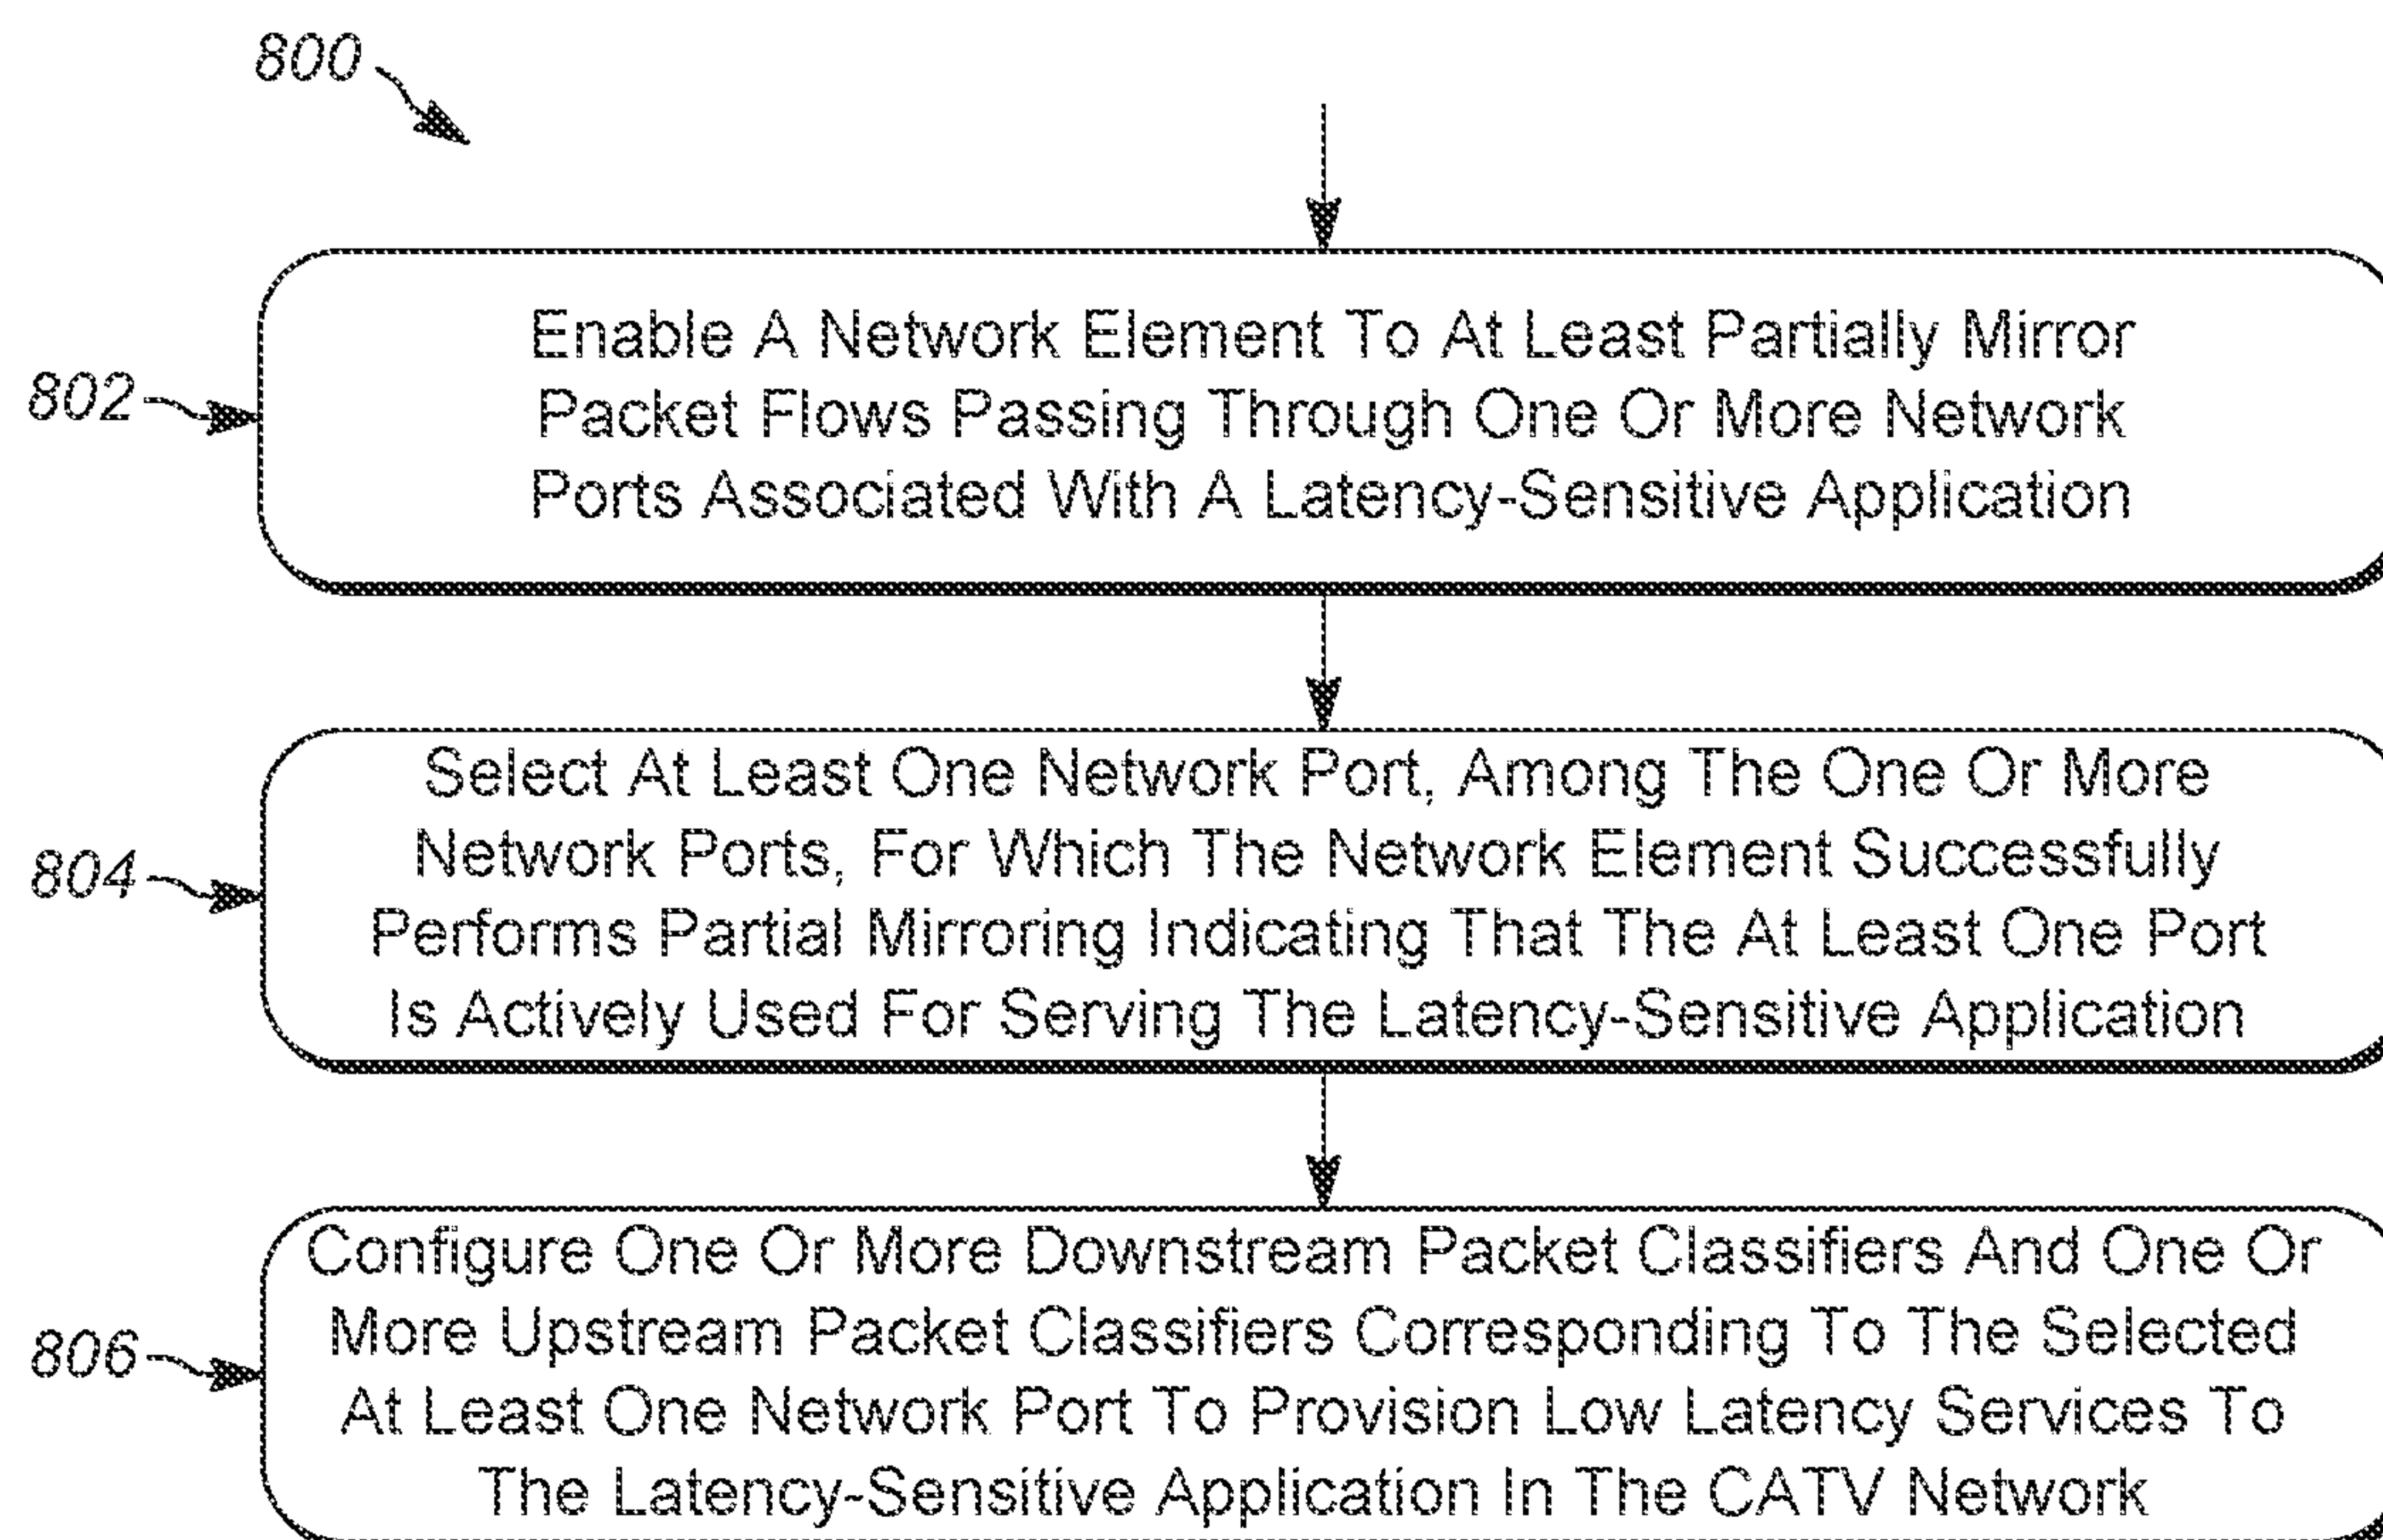 800
802
Enable A Network Element To At Least Partially Mirror
Packet Flows Passing Through One Or More Network
Ports Associated With A Latency-Sensitive Application
804
Select At Least One Network Port, Among The One Or More
Network Ports, For Which The Network Element Successfully
Performs Partial Mirroring Indicating That The At Least One Port
Is Actively Used For Serving The Latency-Sensitive Application
806
Configure One Or More Downstream Packet Classifiers And One Or
More Upstream Packet Classifiers Corresponding To The Selected
At Least One Network Port To Provision Low Latency Services To
The Latency-Sensitive Application In The CATV Network